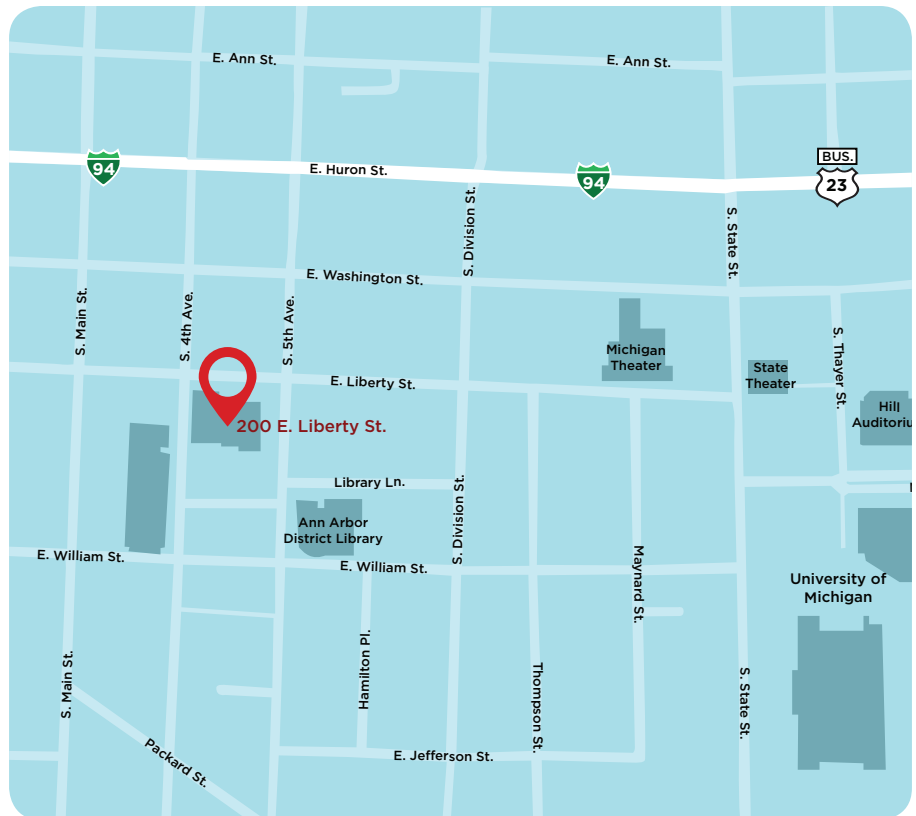 E. Ann St.
E. Ann St.
BUS.
23
94
E. Huron St.
94
S. Division St.
S. State St.
E. Washington St.
S. Main St.
S. 4th Ave.
S. 5th Ave.
Michigan
Theater
S. Thayer St.
State
Theater
E. Liberty St.
Hill
200 E. Liberty St.
Library Ln.
S. Division St.
Ann Arbor
District Library
E. William St.
E. William St.
Maynard St.
University of
Michigan
Hamilton Pl.
S. Main St.
Thompson St.
S. State St.
Packard St.
E. Jefferson St.